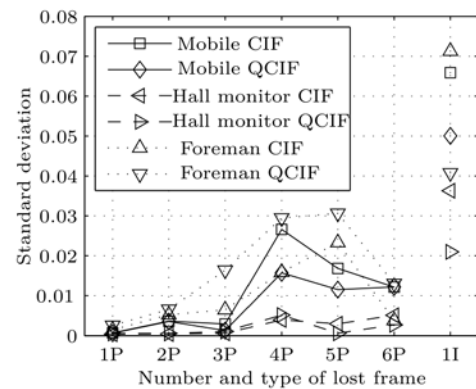 0.08
0.07
0.06
0.05
0.04
0.03
0.02
0.01
0
Standard deviation
Mobile CIF
Mobile QCIF
Hall monitor CIF
Hall monitor QCIF
Foreman CIF
Foreman QCIF
1P 2P 3P 4P 5P 6P 1I
Number and type of lost frame